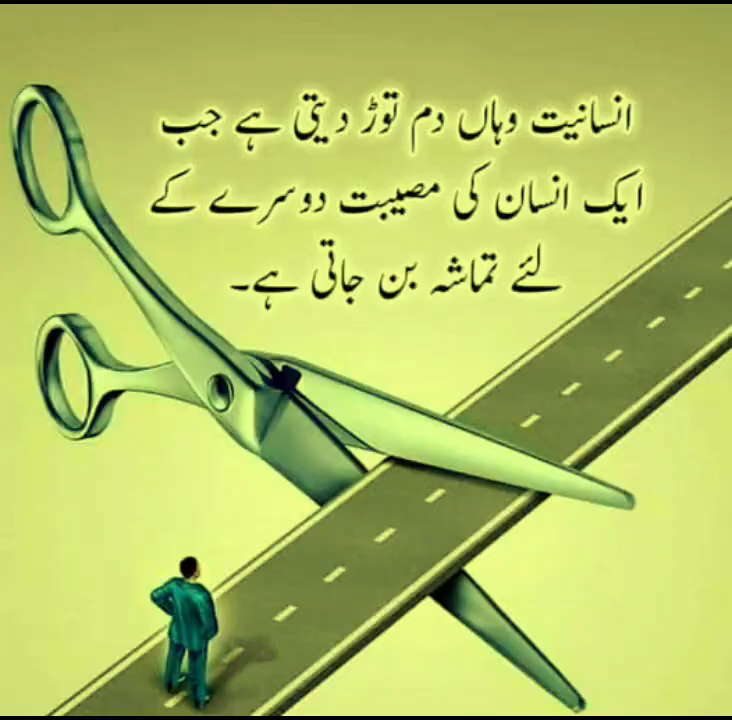 انسانیت وہاں دم توڑ دیتی ہے جب
ایک انسان کی مصیبت دوسرے کے
لئے تماشہ بن جاتی ہے۔